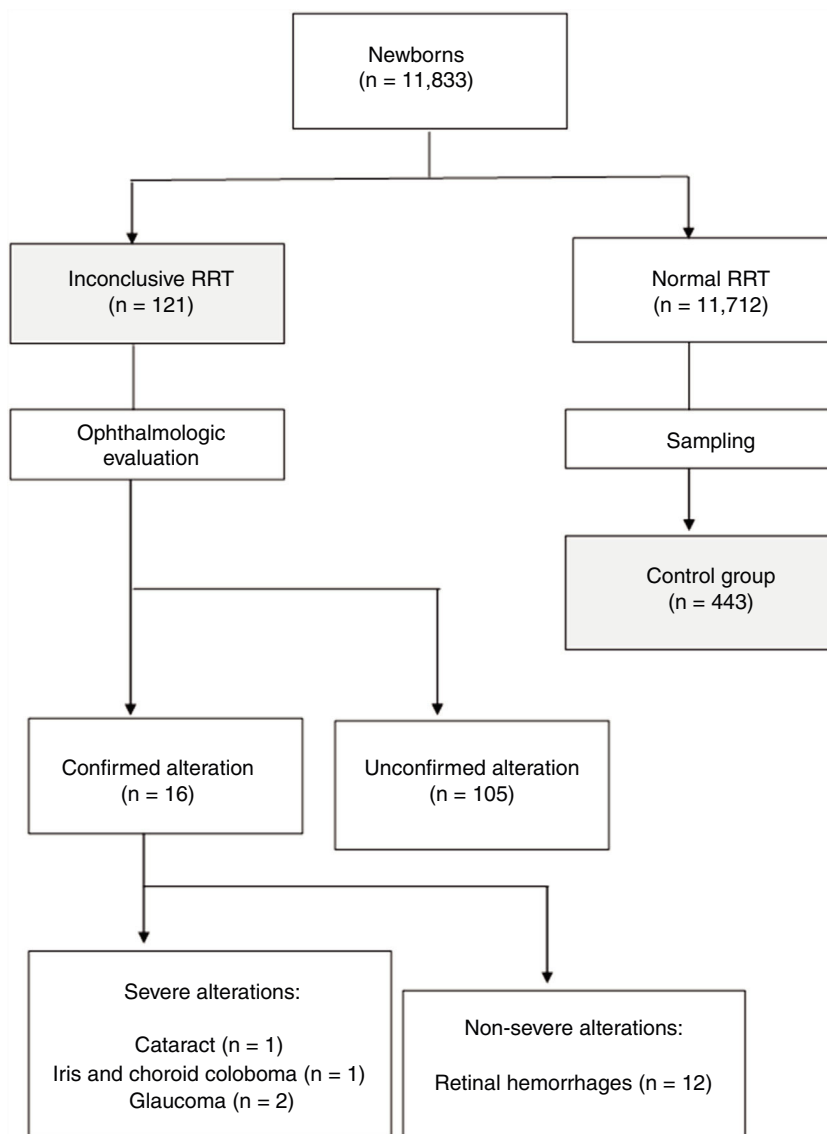 Newborns
(n = 11,833)
Inconclusive RRT
(n = 121)
Normal RRT
(n = 11,712)
Ophthalmologic
evaluation
Sampling
Control group
(n = 443)
Confirmed alteration
(n = 16)
Unconfirmed alteration
(n = 105)
Severe alterations:
Cataract (n = 1)
Iris and choroid coloboma (n = 1)
Glaucoma (n = 2)
Non-severe alterations:
Retinal hemorrhages (n = 12)